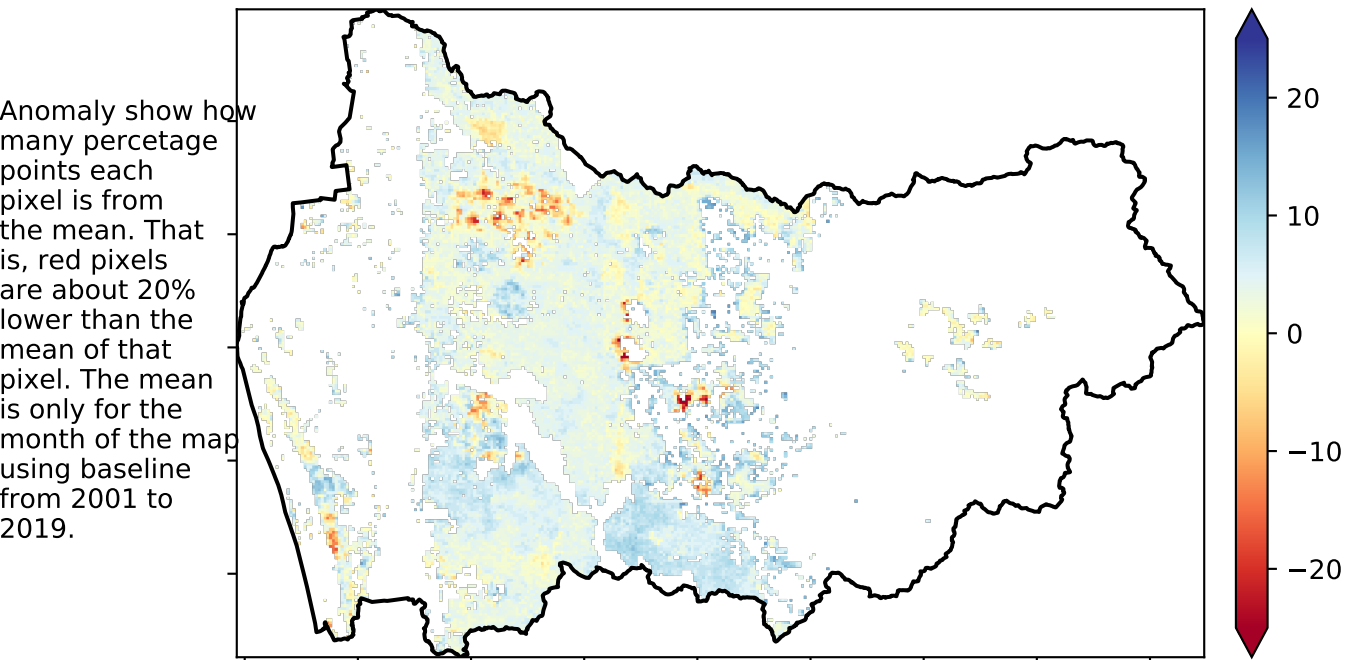 Anomaly show how
many percetage
points each
pixel is from
the mean. That
is, red pixels
are about 20%
lower than the
mean of that
pixel. The mean
is only for the
month of the map
using baseline
from 2001 to
2019.
20
10
0
−10
−20